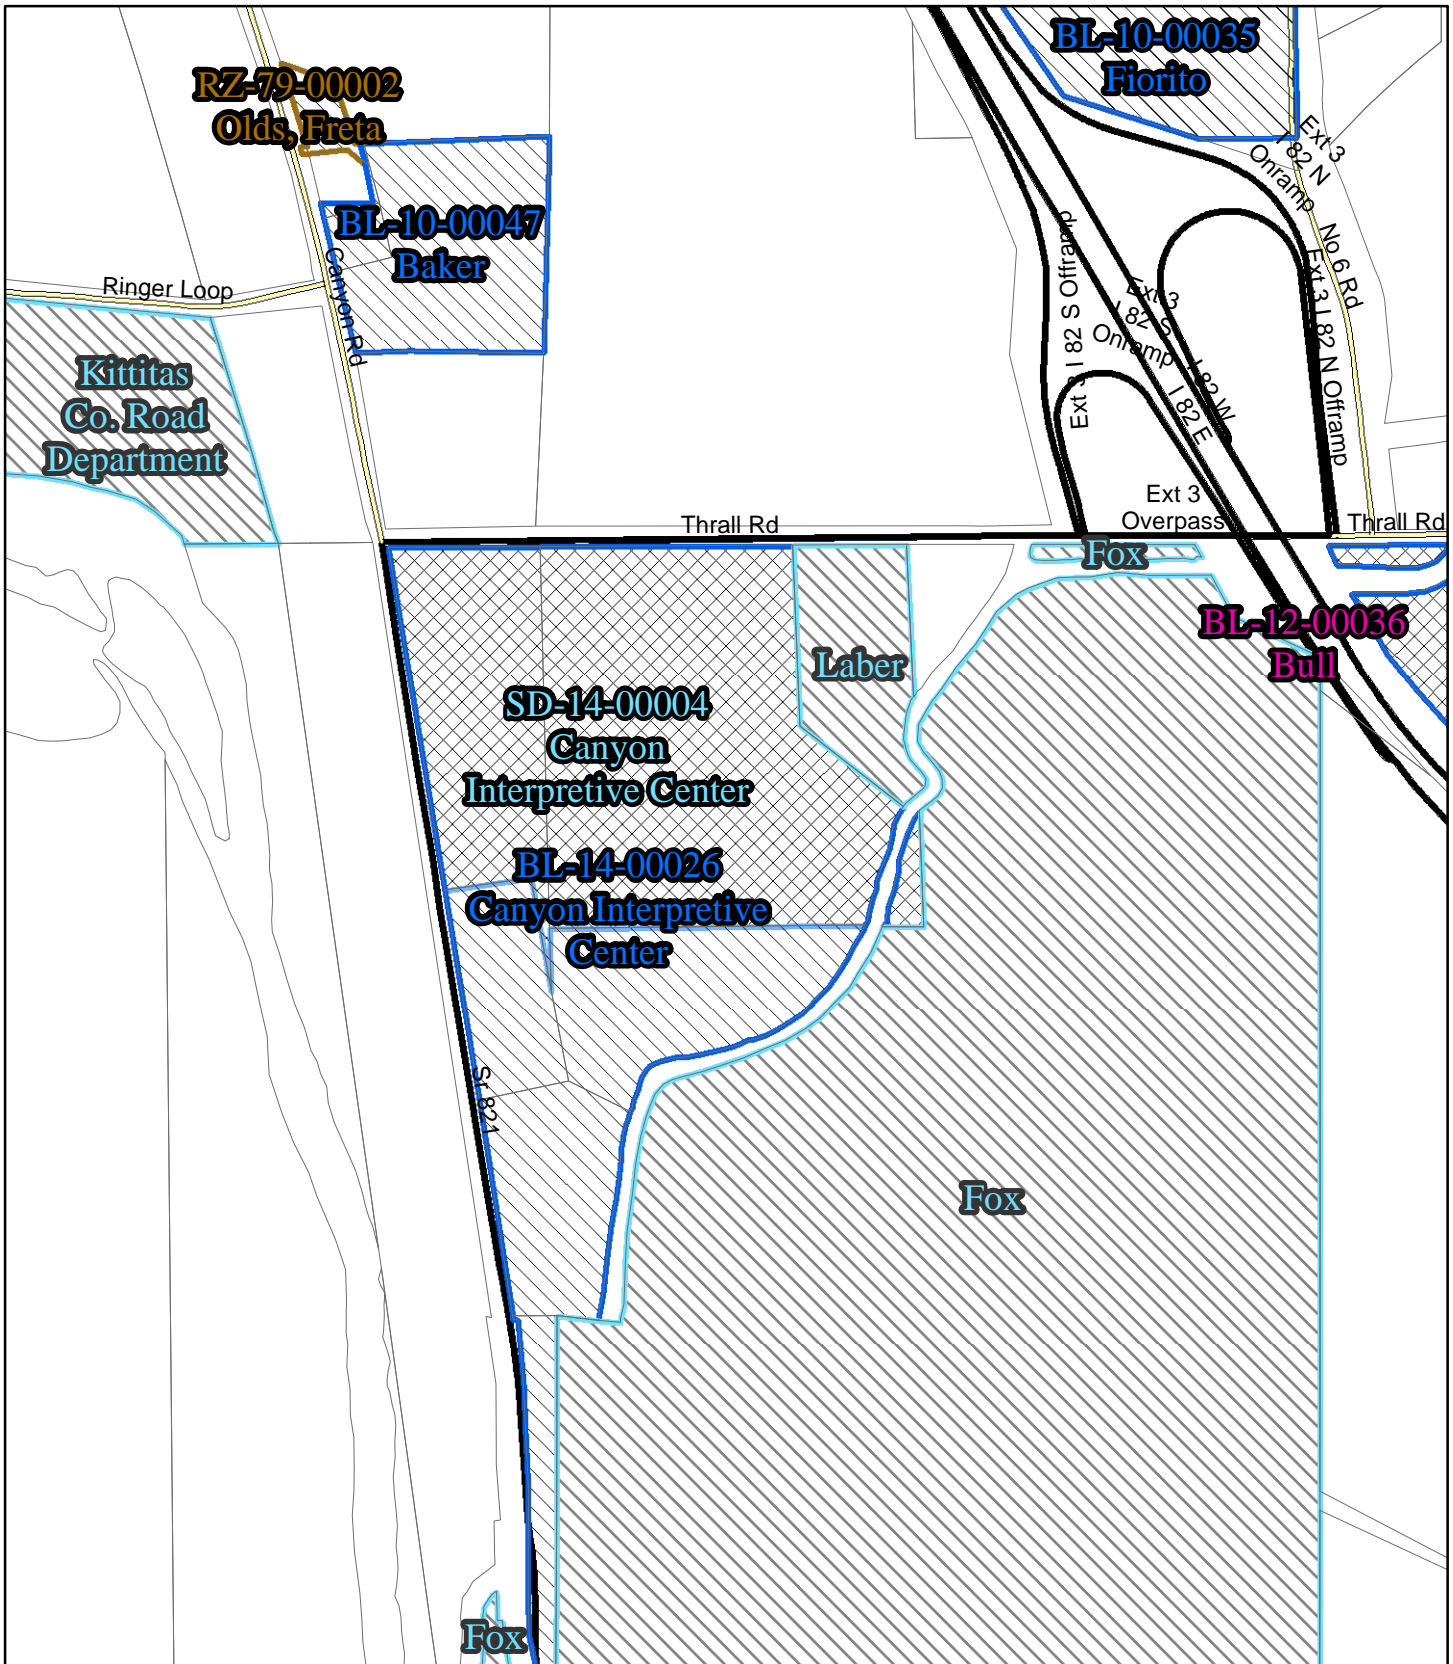 BL-10-00035
Fiorito
RZ-79-00002
Olds, Freta
Ext 3
I 82 N
Onramp
BL-10-00047
Baker
Canyon Rd
Ringer Loop
No 6 Rd
Ext 3 I 82 S Offramp
Ext 3
I 82 S
Onramp
I 82 W
I 82 E
Ext 3 I 82 N Offramp
Kittitas
Co. Road
Department
Ext 3
Overpass
Thrall Rd
Thrall Rd
Fox
BL-12-00036
Bull
Laber
SD-14-00004
Canyon
Interpretive Center
BL-14-00026
Canyon Interpretive
Center
Sr 821
Fox
Fox